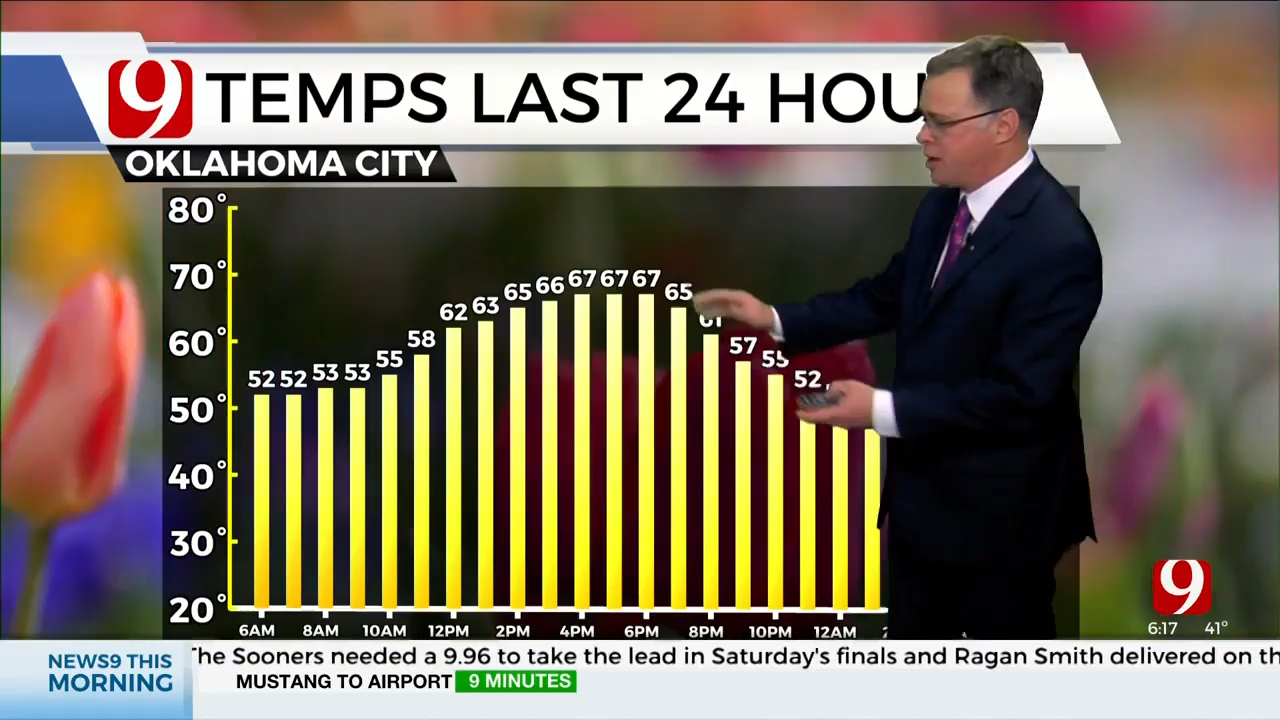 9 TEMPS LAST 24 HOU
OKLAHOMA CITY
80°
70°
60°
50°
40°
30°
20°
52 52 53 53 55 58 62 63 65 66 67 67 67 65 61 57 55 52
6AM 8AM 10AM 12PM 2PM 4PM 6PM 8PM 10PM 12AM
9
6:17 41°
NEWS9 THIS
MORNING
The Sooners needed a 9.96 to take the lead in Saturday's finals and Ragan Smith delivered on th
MUSTANG TO AIRPORT 9 MINUTES